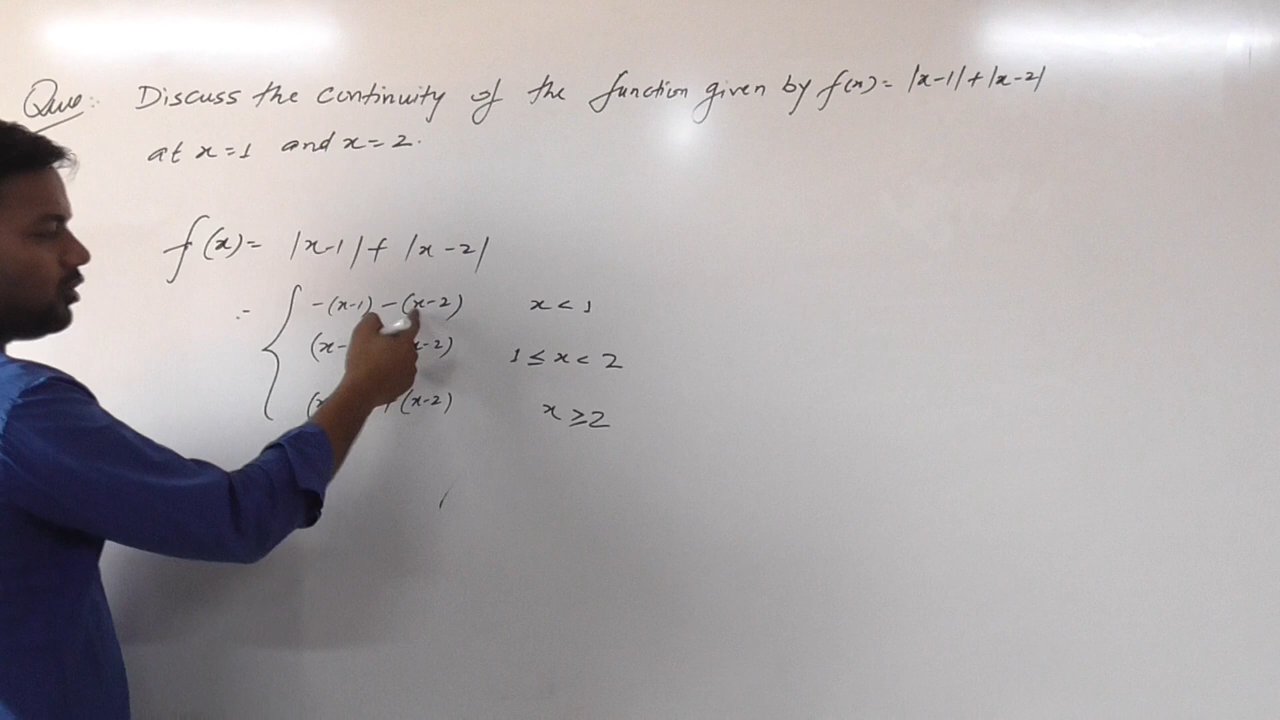 Que:- Discuss the continuity of the function given by f(x)= |x-1|+|x-2|
at x=1 and x=2.
f(x)= |x-1|+|x-2|
= { -(x-1)-(x-2) x<1
(x- x-2) 1≤x<2
(x +(x-2) x≥2